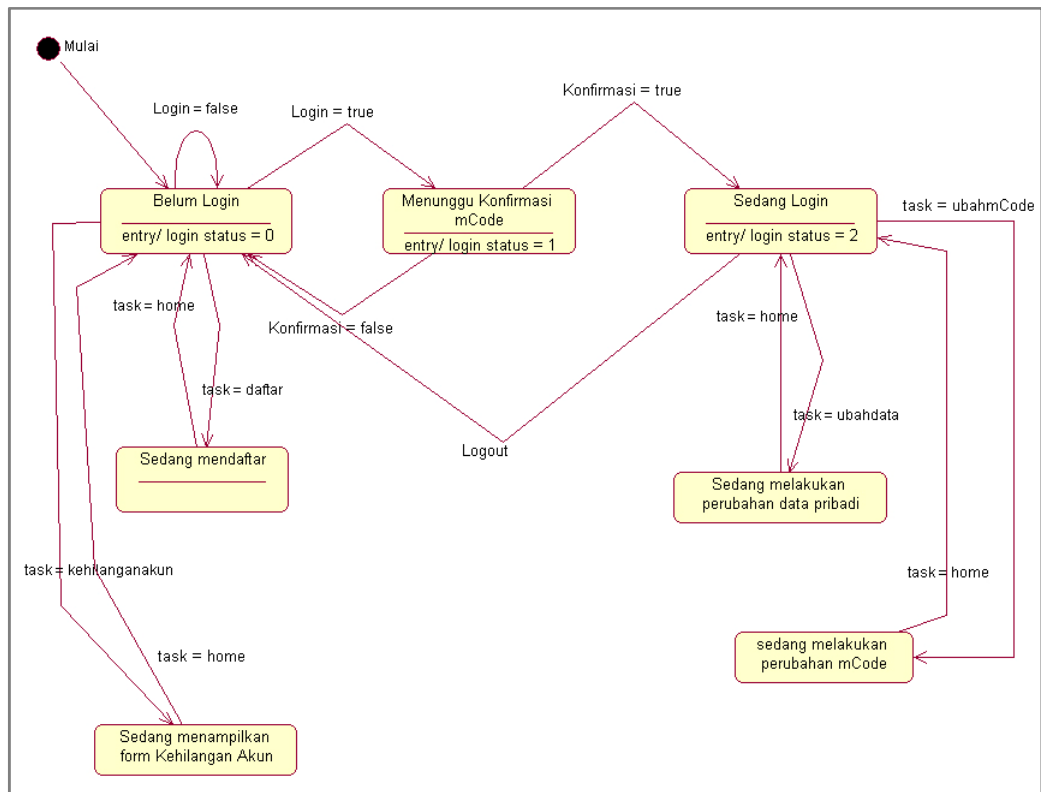 Mulai
Login = false
Login = true
Konfirmasi = true
Belum Login
entry/ login status = 0
Menunggu Konfirmasi
mCode
entry/ login status = 1
Sedang Login
entry/ login status = 2
task = ubahmCode
task = home
Konfirmasi = false
task = home
task = daftar
task = ubahdata
Logout
Sedang mendaftar
Sedang melakukan
perubahan data pribadi
task = kehilanganakun
task = home
task = home
sedang melakukan
perubahan mCode
Sedang menampilkan
form Kehilangan Akun